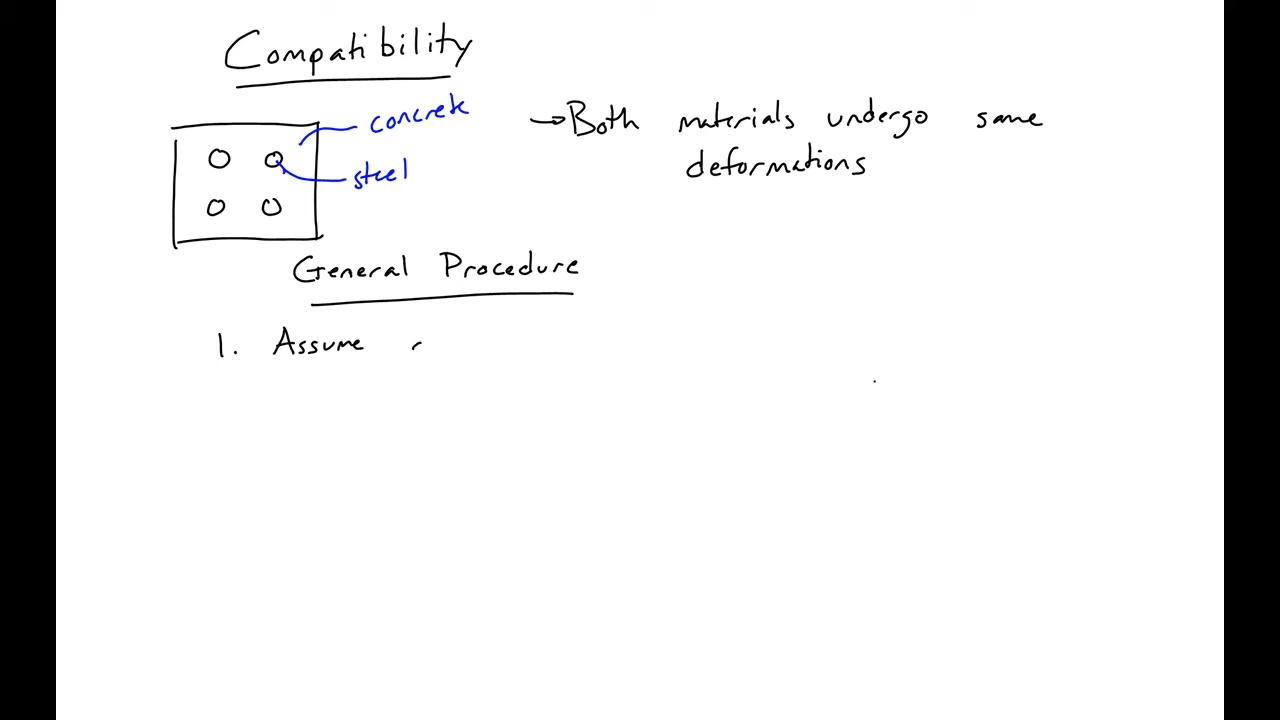 Compatibility
concrete
steel
→ Both materials undergo same
deformations
General Procedure
1. Assume